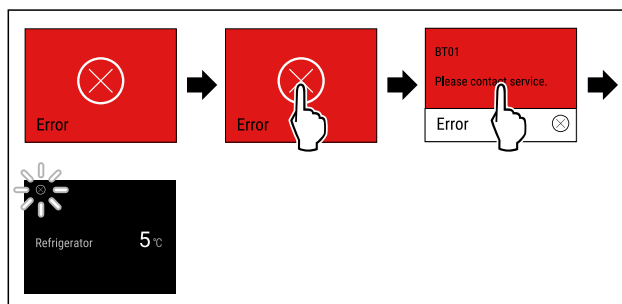 Error
Error
BT01
Please contact service.
Error
Refrigerator 5 °C